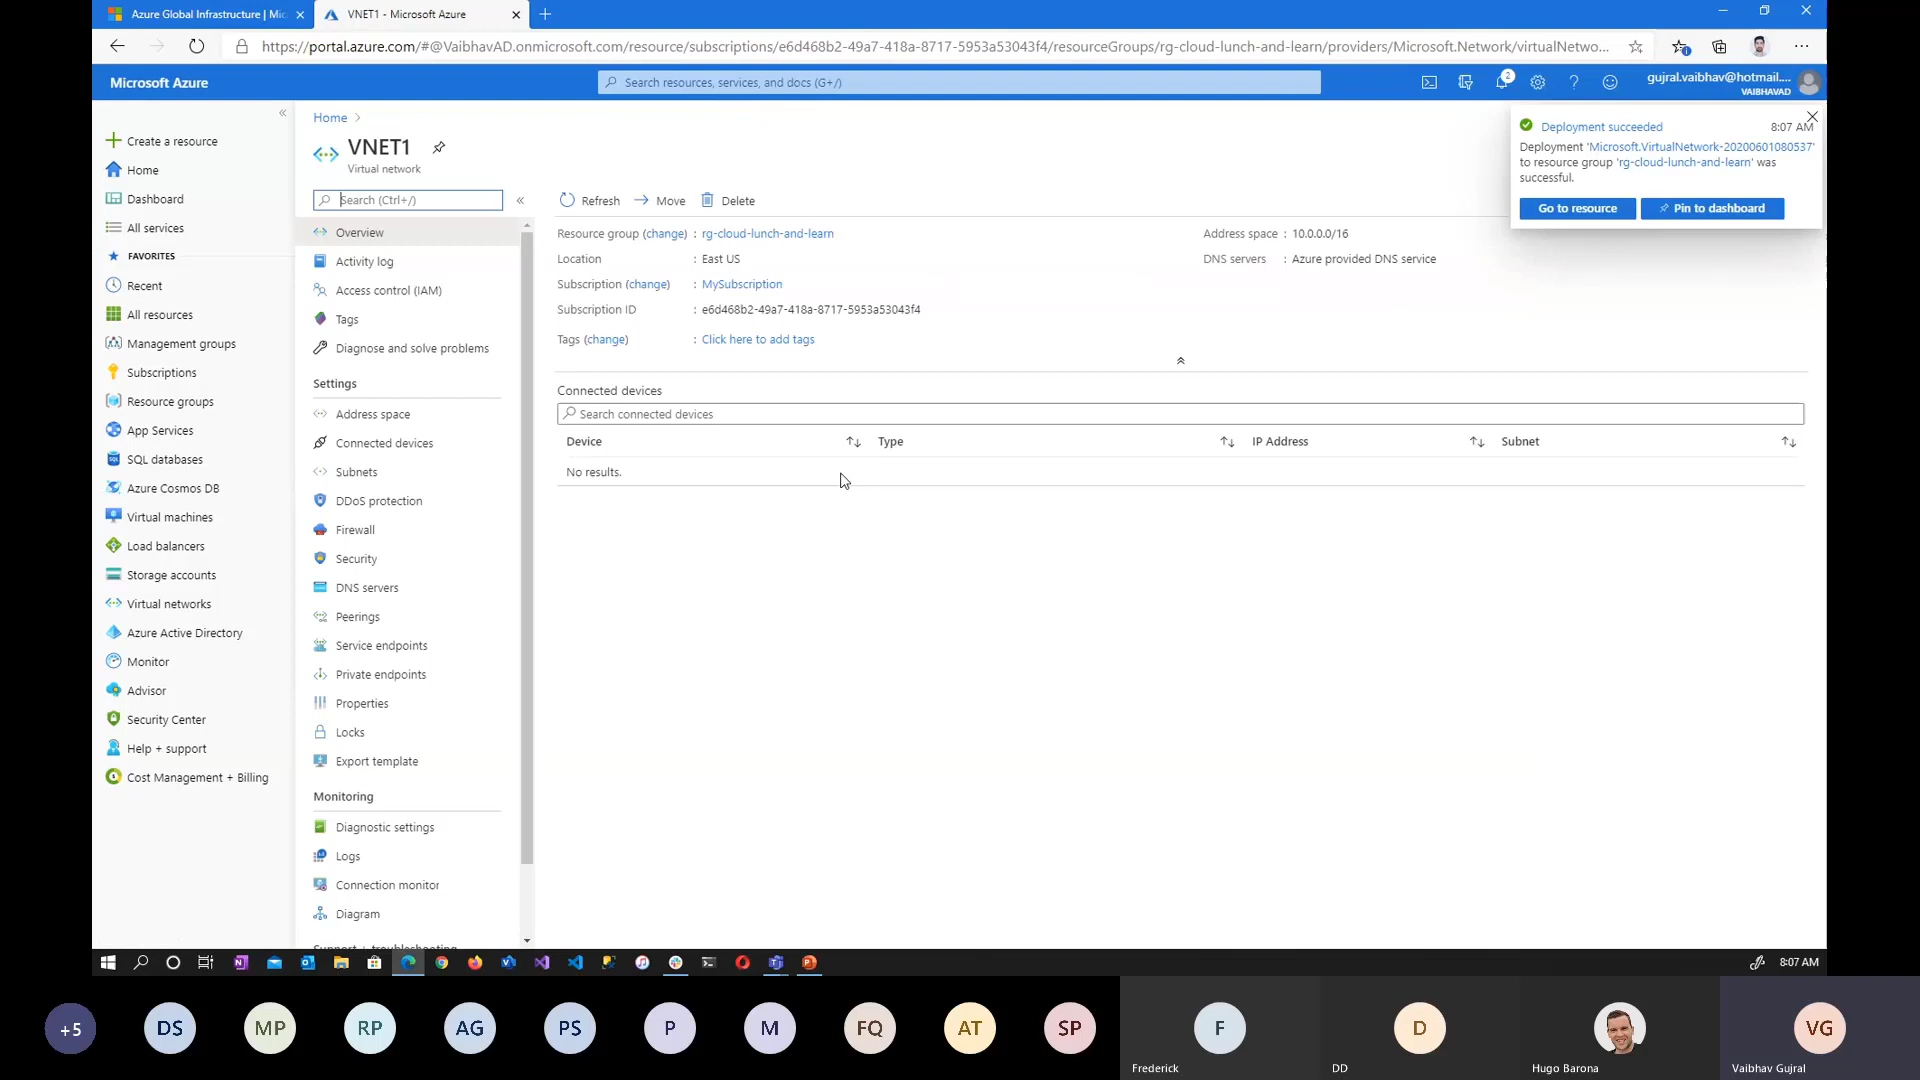 Azure Global Infrastructure | Mic
VNET1 - Microsoft Azure
https://portal.azure.com/#@VaibhavAD.onmicrosoft.com/resource/subscriptions/e6d468b2-49a7-418a-8717-5953a53043f4/resourceGroups/rg-cloud-lunch-and-learn/providers/Microsoft.Network/virtualNetwo...
Microsoft Azure
Search resources, services, and docs (G+/)
2
gujral.vaibhav@hotmail....
VAIBHAVAD
Deployment succeeded
8:07 AM
Deployment 'Microsoft.VirtualNetwork-20200601080537'
to resource group 'rg-cloud-lunch-and-learn' was
successful.
Go to resource
Pin to dashboard
Create a resource
Home
Dashboard
All services
FAVORITES
Recent
All resources
Management groups
Subscriptions
Resource groups
App Services
SQL databases
Azure Cosmos DB
Virtual machines
Load balancers
Storage accounts
Virtual networks
Azure Active Directory
Monitor
Advisor
Security Center
Help + support
Cost Management + Billing
Home >
VNET1
Virtual network
Search (Ctrl+/)
Overview
Activity log
Access control (IAM)
Tags
Diagnose and solve problems
Settings
Address space
Connected devices
Subnets
DDoS protection
Firewall
Security
DNS servers
Peerings
Service endpoints
Private endpoints
Properties
Locks
Export template
Monitoring
Diagnostic settings
Logs
Connection monitor
Diagram
Support + troubleshooting
Refresh
Move
Delete
Resource group (change) : rg-cloud-lunch-and-learn
Location : East US
Subscription (change) : MySubscription
Subscription ID : e6d468b2-49a7-418a-8717-5953a53043f4
Tags (change) : Click here to add tags
Address space : 10.0.0.0/16
DNS servers : Azure provided DNS service
Connected devices
Search connected devices
Device Type IP Address Subnet
No results.
8:07 AM
+5
DS
MP
RP
AG
PS
P
M
FQ
AT
SP
F
Frederick
D
DD
Hugo Barona
VG
Vaibhav Gujral